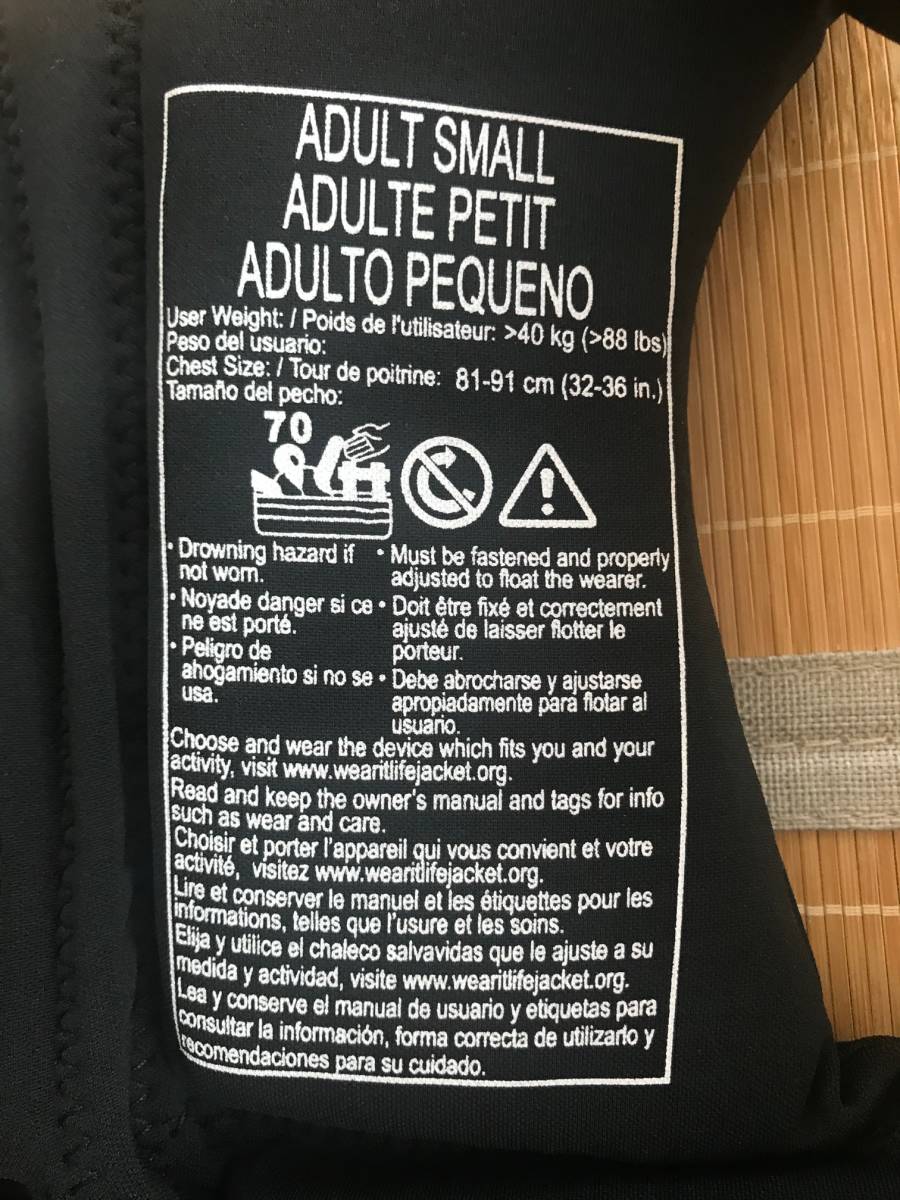 ADULT SMALL
ADULTE PETIT
ADULTO PEQUENO
User Weight: / Poids de l'utilisateur: >40 kg (>88 lbs)
Peso del usuario:
Chest Size: / Tour de poitrine: 81-91 cm (32-36 in.)
Tamaño del pecho:
70
• Drowning hazard if
not worn.
• Noyade danger si ce
ne est porté.
• Peligro de
ahogamiento si no se
usa.
• Must be fastened and properly
adjusted to float the wearer.
• Doit être fixé et correctement
ajusté de laisser flotter le
porteur.
• Debe abrocharse y ajustarse
apropiadamente para flotar al
usuario.
Choose and wear the device which fits you and your
activity, visit www.wearitlifejacket.org.
Read and keep the owner's manual and tags for info
such as wear and care.
Choisir et porter l'appareil qui vous convient et votre
activité, visitez www.wearitlifejacket.org.
Lire et conserver le manuel et les étiquettes pour les
informations, telles que l'usure et les soins.
Elija y utilice el chaleco salvavidas que le ajuste a su
medida y actividad, visite www.wearitlifejacket.org.
Lea y conserve el manual de usuario y etiquetas para
consultar la información, forma correcta de utilizarlo y
recomendaciones para su cuidado.